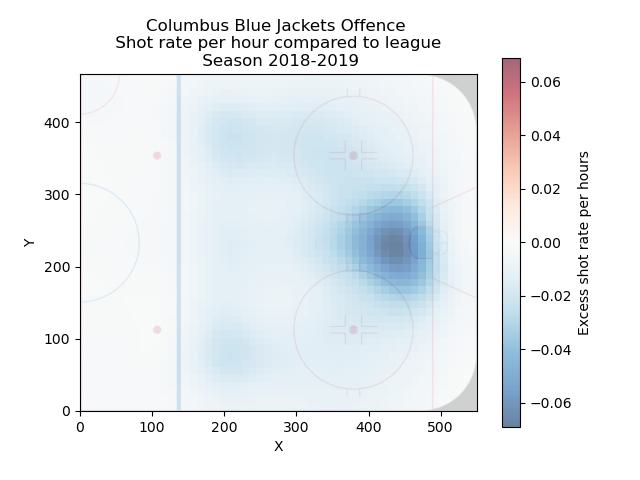 Columbus Blue Jackets Offence
Shot rate per hour compared to league
Season 2018-2019
400
300
200
100
0
Y
0 100 200 300 400 500
X
0.06
0.04
0.02
0.00
−0.02
−0.04
−0.06
Excess shot rate per hours